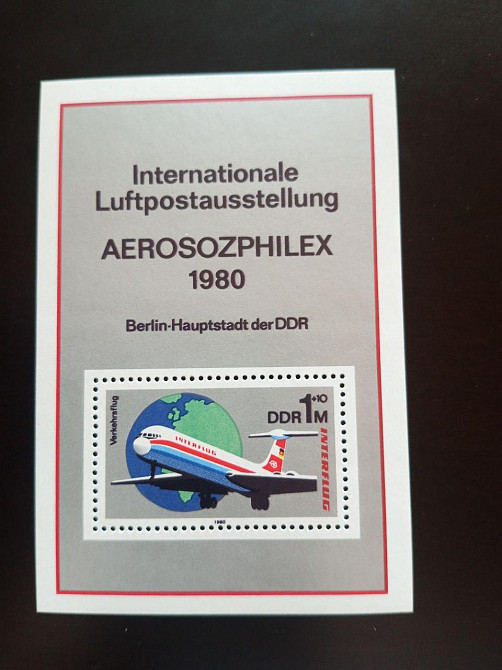 Internationale
Luftpostausstellung
AEROSOZPHILEX
1980
Berlin-Hauptstadt der DDR
Verkehrsflug
DDR 1+10 M
INTERFLUG
INTERFLUG
1980